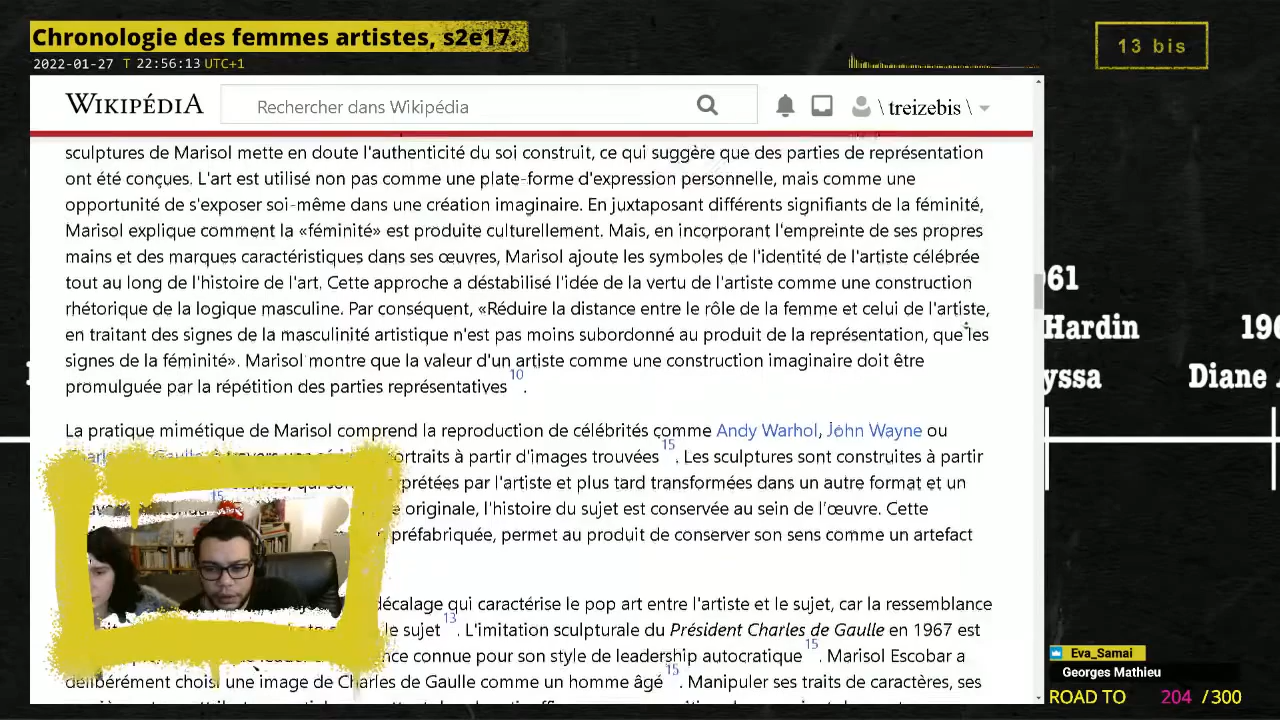 Chronologie des femmes artistes, s2e17.
2022-01-27 T 22:56:13 UTC+1
13 bis
WIKIPÉDIA
Rechercher dans Wikipédia
\ treizebis \
sculptures de Marisol mette en doute l'authenticité du soi construit, ce qui suggère que des parties de représentation
ont été conçues. L'art est utilisé non pas comme une plate-forme d'expression personnelle, mais comme une
opportunité de s'exposer soi-même dans une création imaginaire. En juxtaposant différents signifiants de la féminité,
Marisol explique comment la «féminité» est produite culturellement. Mais, en incorporant l'empreinte de ses propres
mains et des marques caractéristiques dans ses œuvres, Marisol ajoute les symboles de l'identité de l'artiste célébrée
tout au long de l'histoire de l'art. Cette approche a déstabilisé l'idée de la vertu de l'artiste comme une construction
rhétorique de la logique masculine. Par conséquent, «Réduire la distance entre le rôle de la femme et celui de l'artiste,
en traitant des signes de la masculinité artistique n'est pas moins subordonné au produit de la représentation, que les
signes de la féminité». Marisol montre que la valeur d'un artiste comme une construction imaginaire doit être
promulguée par la répétition des parties représentatives 10.
La pratique mimétique de Marisol comprend la reproduction de célébrités comme Andy Warhol, John Wayne ou
portraits à partir d'images trouvées 15. Les sculptures sont construites à partir
15 interprétées par l'artiste et plus tard transformées dans un autre format et un
originale, l'histoire du sujet est conservée au sein de l'œuvre. Cette
préfabriquée, permet au produit de conserver son sens comme un artefact
décalage qui caractérise le pop art entre l'artiste et le sujet, car la ressemblance
le sujet 13. L'imitation sculpturale du Président Charles de Gaulle en 1967 est
connue pour son style de leadership autocratique 15. Marisol Escobar a
délibérément choisi une image de Charles de Gaulle comme un homme âgé 15. Manipuler ses traits de caractères, ses
61
Hardin
yssa
196
Diane
Eva_Samai
Georges Mathieu
ROAD TO 204 / 300